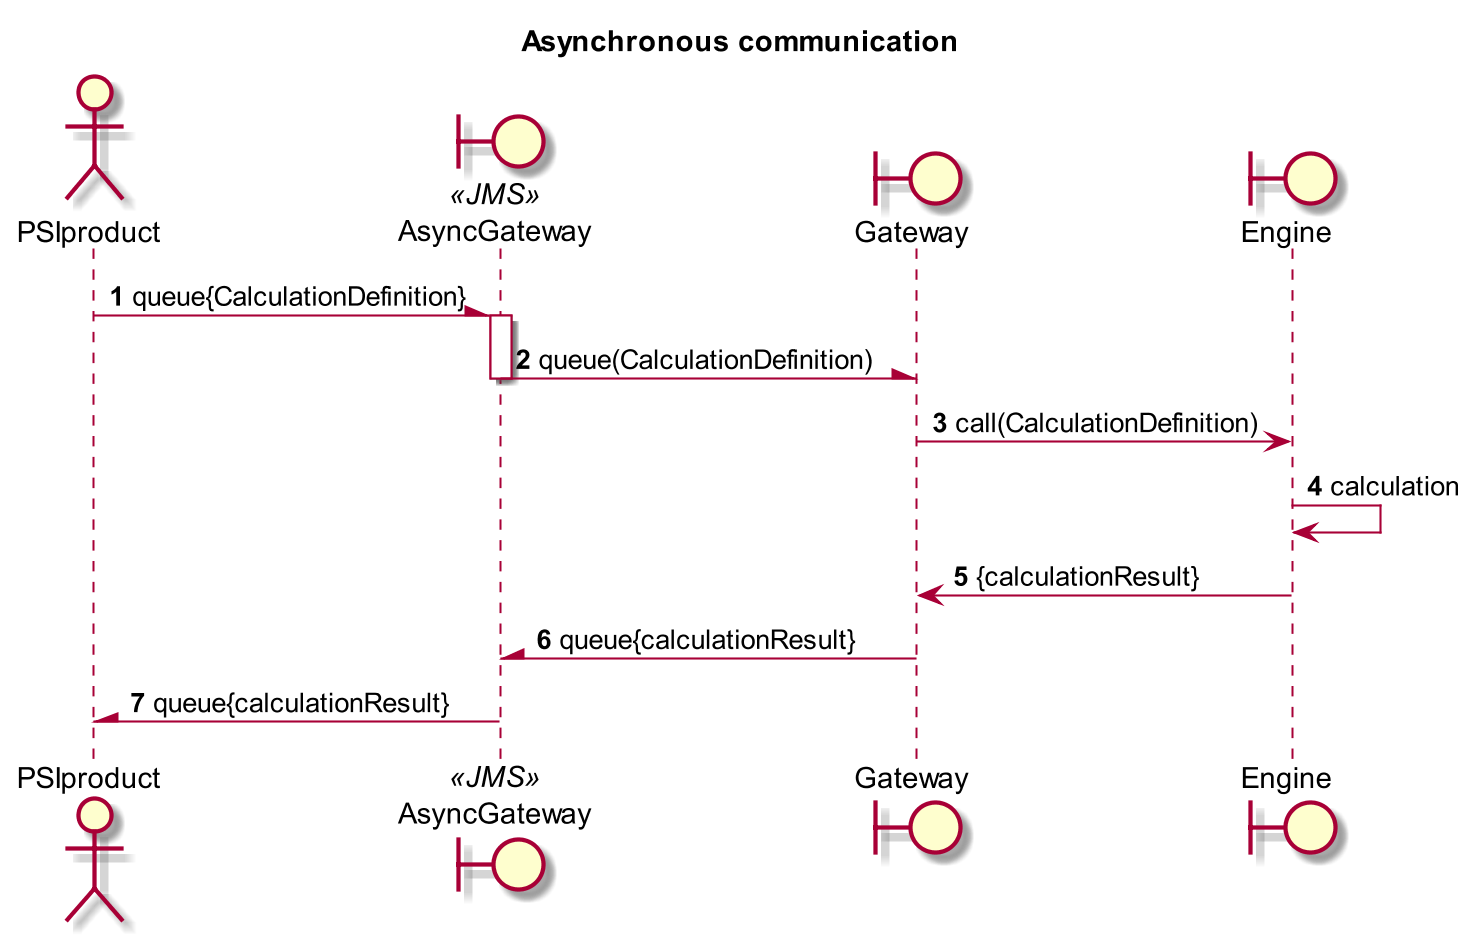 Asynchronous communication
«JMS»
PSIproduct
AsyncGateway
Gateway
Engine
1 queue{CalculationDefinition}
2 queue(CalculationDefinition)
3 call(CalculationDefinition)
4 calculation
5 {calculationResult}
6 queue{calculationResult}
7 queue{calculationResult}
PSIproduct
«JMS»
Gateway
Engine
AsyncGateway